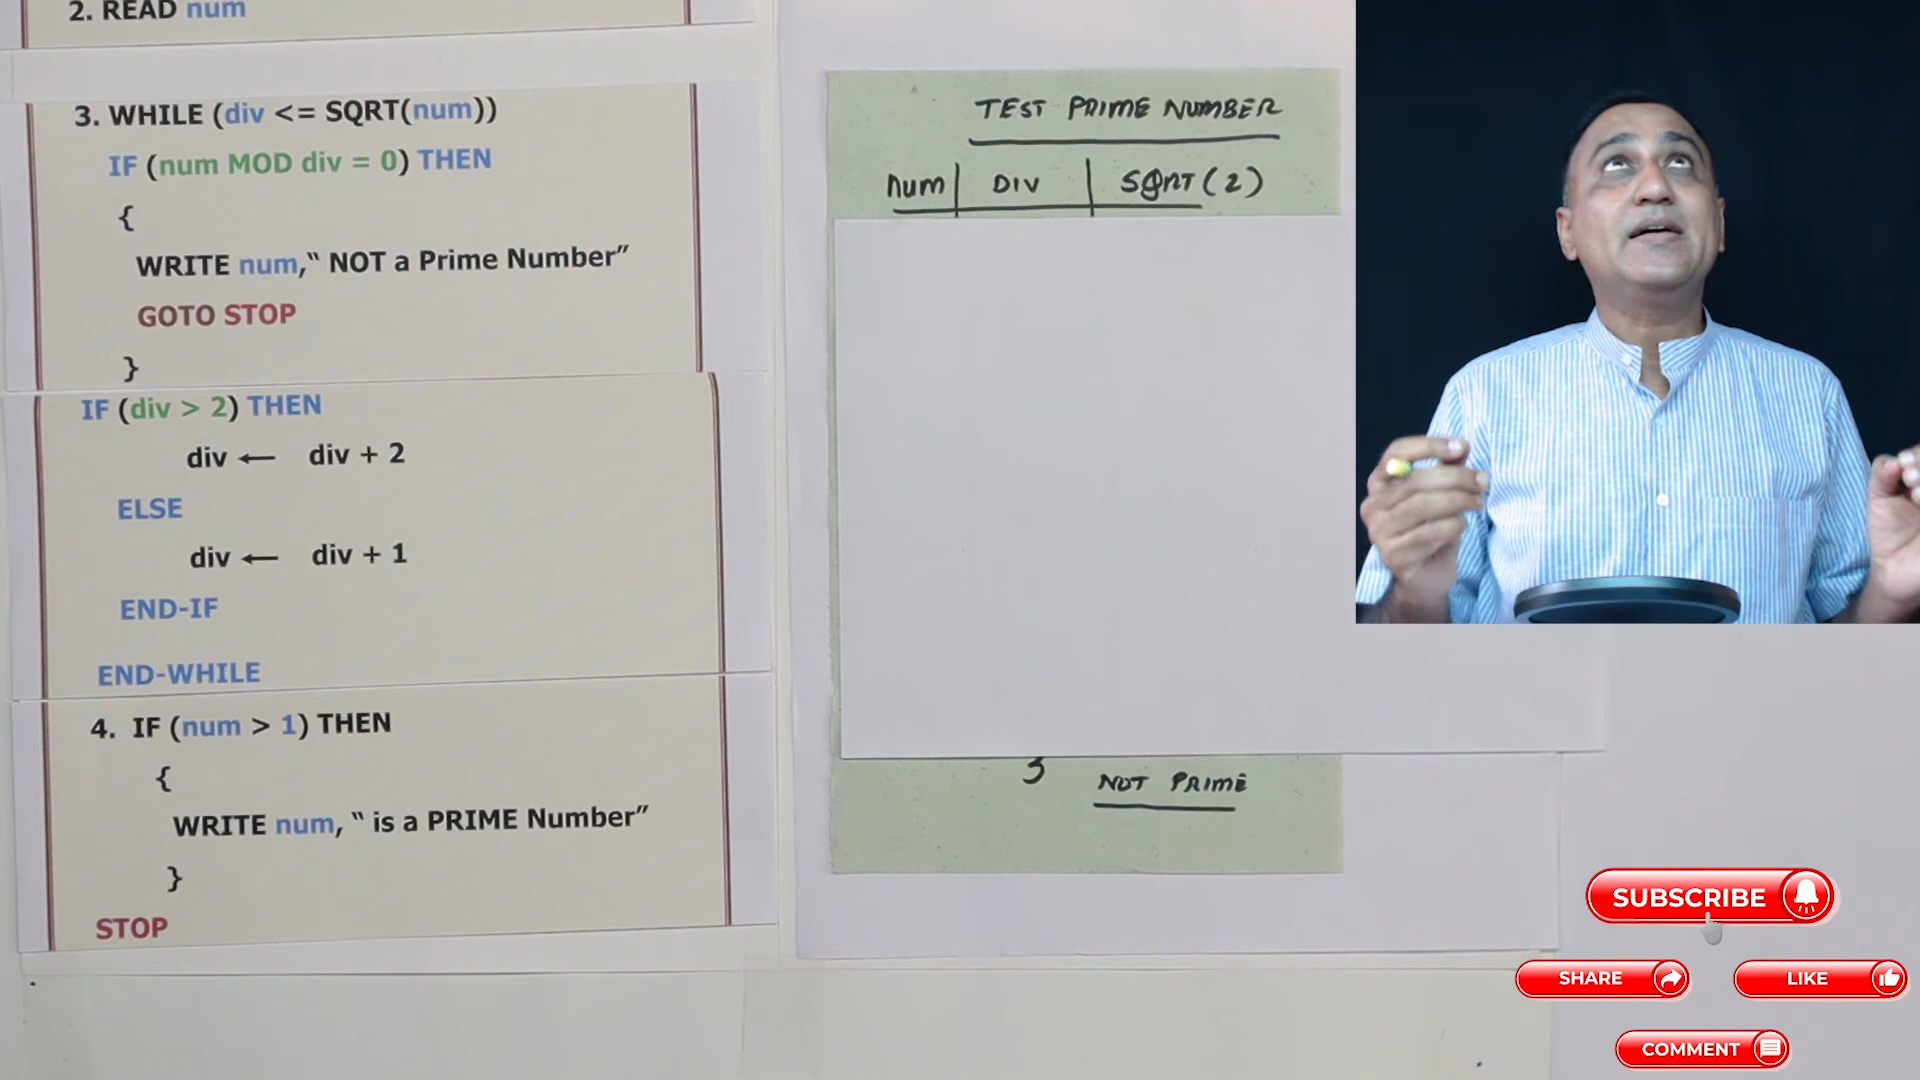 2. READ num
3. WHILE (div <= SQRT(num))
IF (num MOD div = 0) THEN
{
WRITE num,“ NOT a Prime Number”
GOTO STOP
}
IF (div > 2) THEN
div ← div + 2
ELSE
div ← div + 1
END-IF
END-WHILE
4. IF (num > 1) THEN
{
WRITE num, “ is a PRIME Number”
}
STOP
TEST PRIME NUMBER
num DIV SQRT (2)
3 NOT PRIME
SUBSCRIBE
SHARE
LIKE
COMMENT